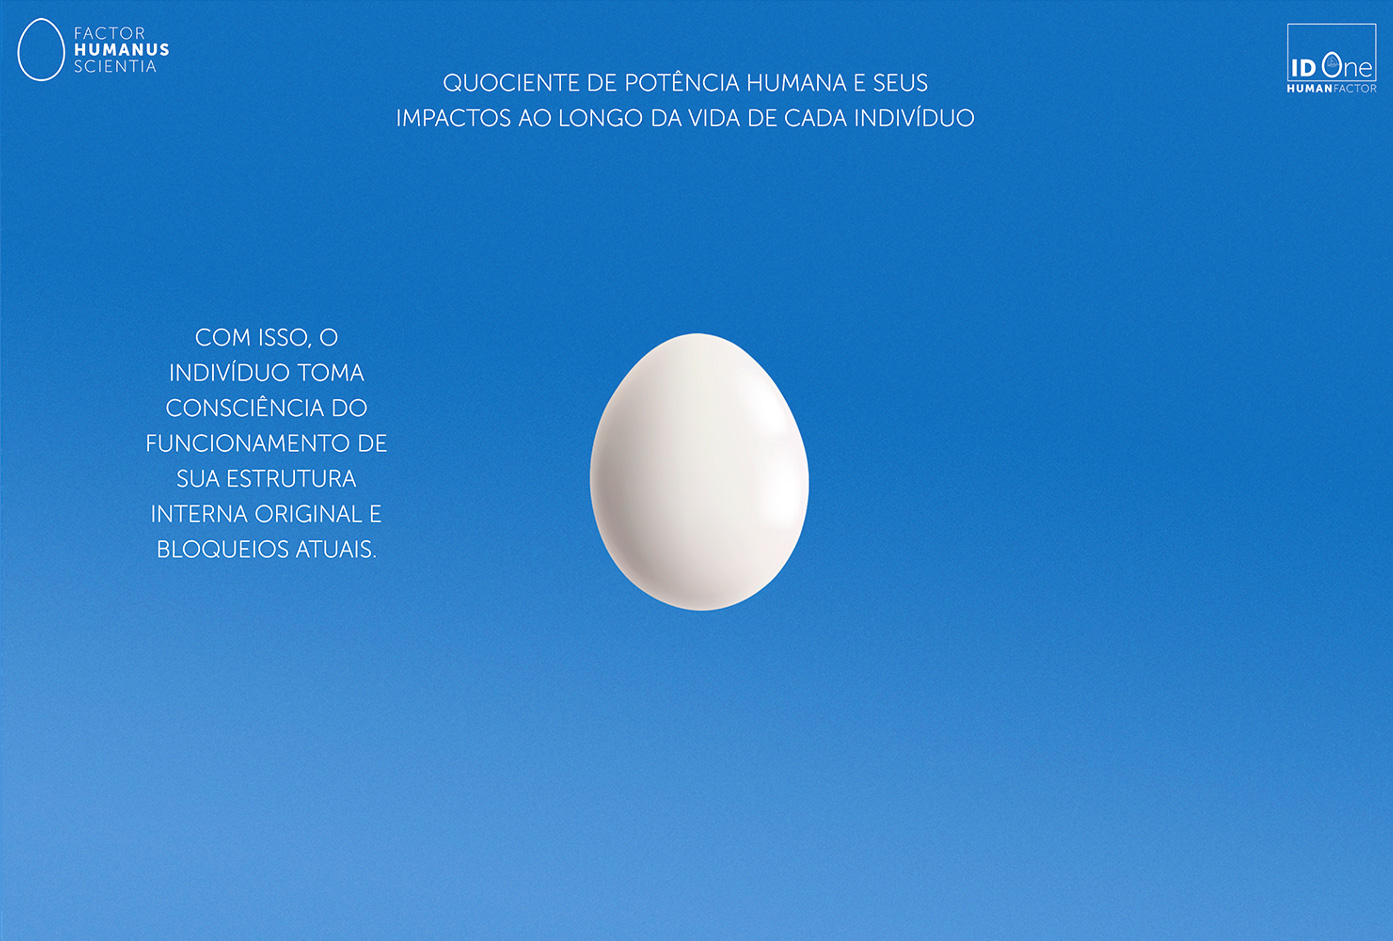 FACTOR
HUMANUS
SCIENTIA
ID One
HUMANFACTOR
QUOCIENTE DE POTÊNCIA HUMANA E SEUS
IMPACTOS AO LONGO DA VIDA DE CADA INDIVÍDUO
COM ISSO, O
INDIVÍDUO TOMA
CONSCIÊNCIA DO
FUNCIONAMENTO DE
SUA ESTRUTURA
INTERNA ORIGINAL E
BLOQUEIOS ATUAIS.